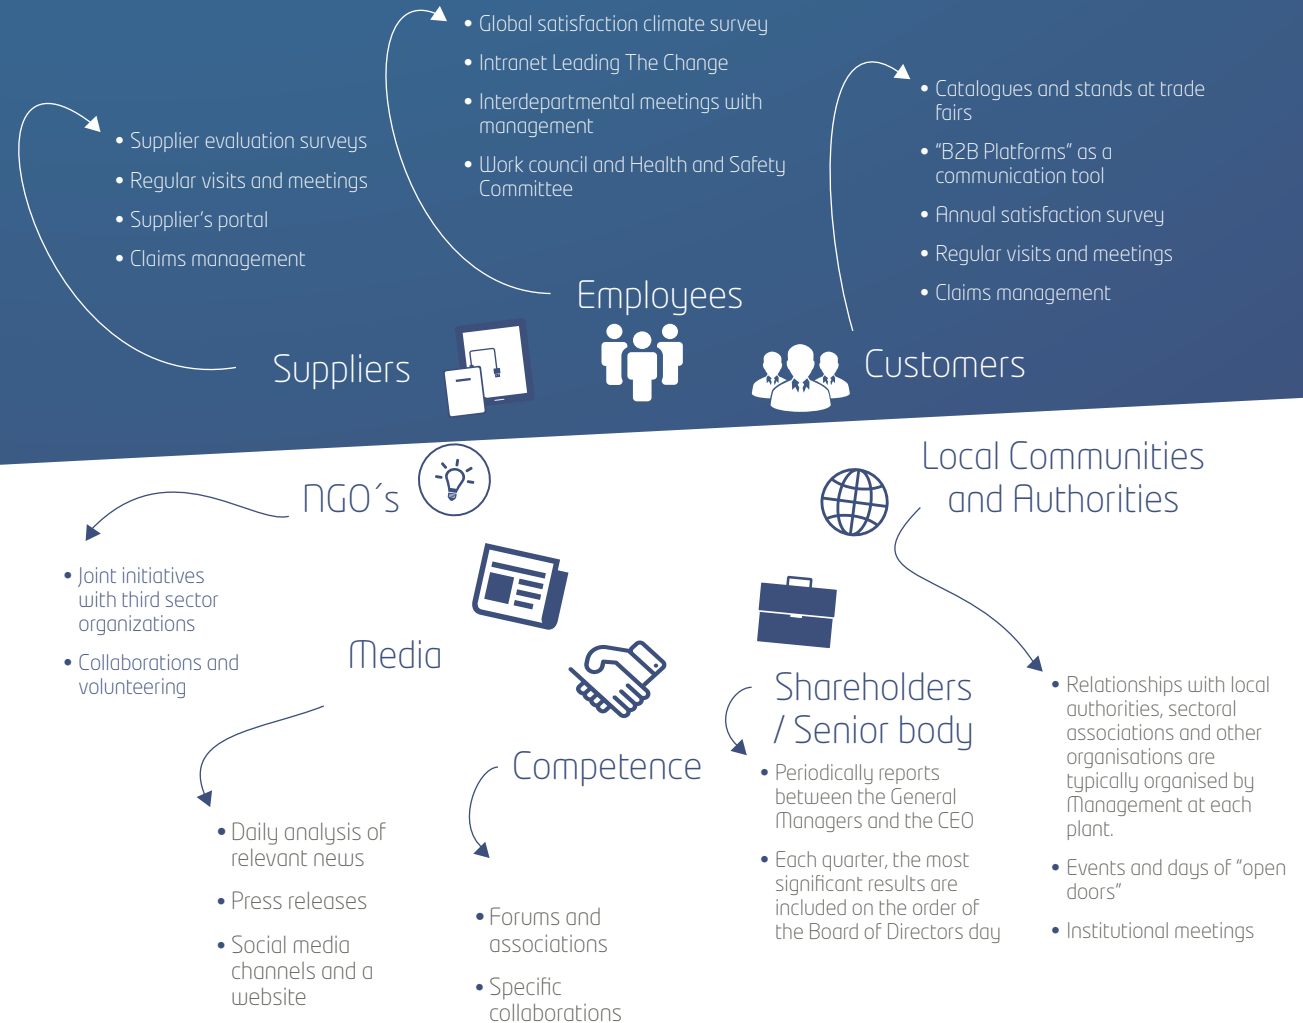 • Global satisfaction climate survey
• Intranet Leading The Change
• Interdepartmental meetings with
management
• Work council and Health and Safety
Committee
Employees
• Supplier evaluation surveys
• Regular visits and meetings
• Supplier's portal
• Claims management
Suppliers
• Catalogues and stands at trade
fairs
• "B2B Platforms" as a
communication tool
• Annual satisfaction survey
• Regular visits and meetings
• Claims management
Customers
NGO´s
• Joint initiatives
with third sector
organizations
• Collaborations and
volunteering
Media
• Daily analysis of
relevant news
• Press releases
• Social media
channels and a
website
Competence
• Forums and
associations
• Specific
collaborations
Shareholders
/ Senior body
• Periodically reports
between the General
Managers and the CEO
• Each quarter, the most
significant results are
included on the order of
the Board of Directors day
Local Communities
and Authorities
• Relationships with local
authorities, sectoral
associations and other
organisations are
typically organised by
Management at each
plant.
• Events and days of "open
doors"
• Institutional meetings